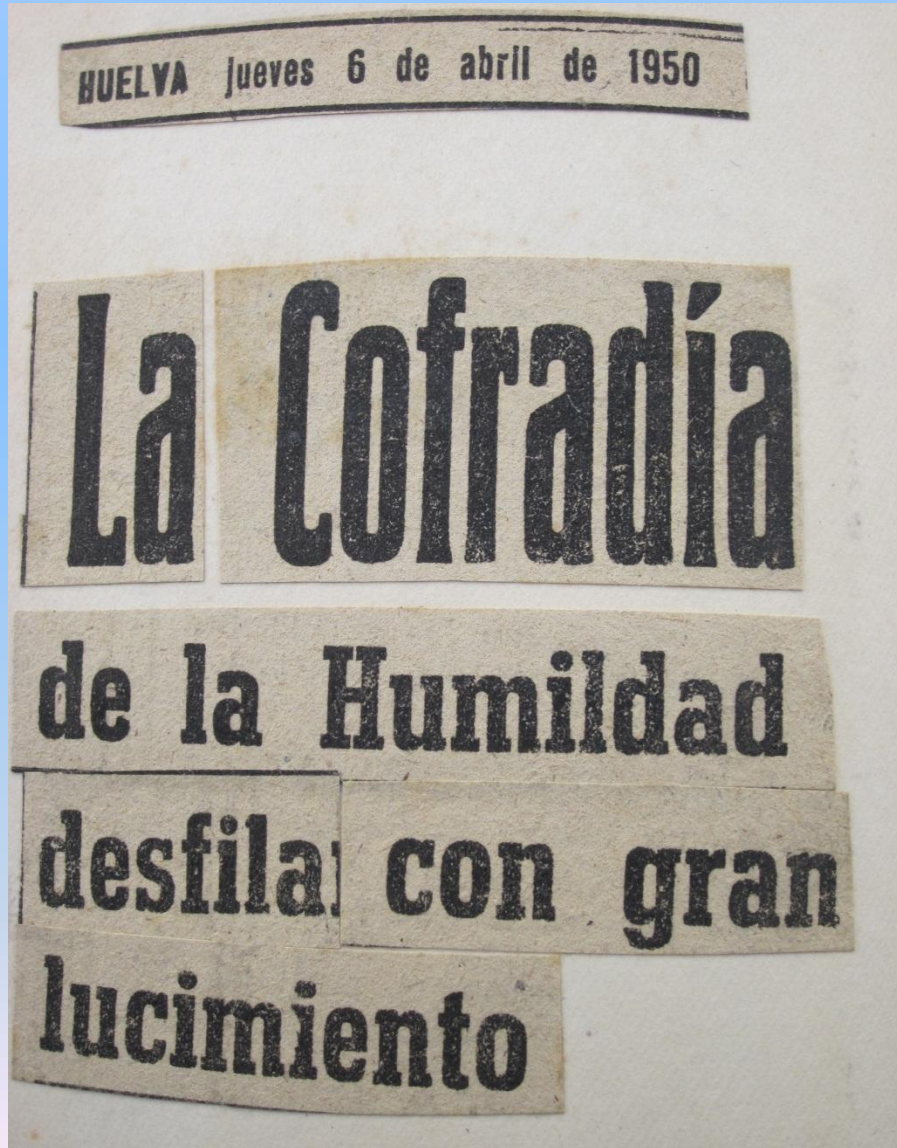 HUELVA jueves 6 de abril de 1950
La Cofradía
de la Humildad
desfila con gran
lucimiento